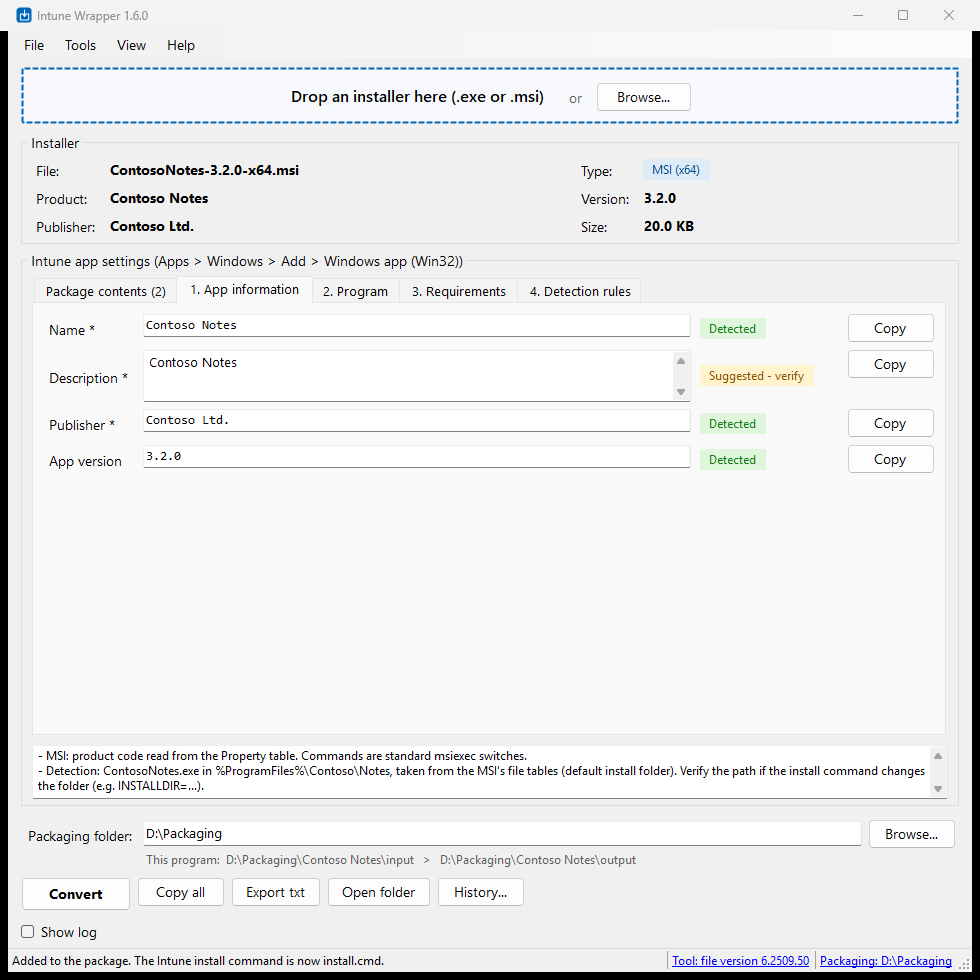 Intune Wrapper 1.6.0
File Tools View Help
Drop an installer here (.exe or .msi) or Browse...
Installer
File: ContosoNotes-3.2.0-x64.msi Type: MSI (x64)
Product: Contoso Notes Version: 3.2.0
Publisher: Contoso Ltd. Size: 20.0 KB
Intune app settings (Apps > Windows > Add > Windows app (Win32))
Package contents (2) 1. App information 2. Program 3. Requirements 4. Detection rules
Name * Contoso Notes Detected Copy
Description * Contoso Notes Suggested - verify Copy
Publisher * Contoso Ltd. Detected Copy
App version 3.2.0 Detected Copy
- MSI: product code read from the Property table. Commands are standard msiexec switches.
- Detection: ContosoNotes.exe in %ProgramFiles%\Contoso\Notes, taken from the MSI's file tables (default install folder). Verify the path if the install command changes
the folder (e.g. INSTALLDIR=...).
Packaging folder: D:\Packaging Browse...
This program: D:\Packaging\Contoso Notes\input > D:\Packaging\Contoso Notes\output
Convert Copy all Export txt Open folder History...
Show log
Added to the package. The Intune install command is now install.cmd. Tool: file version 6.2509.50 Packaging: D:\Packaging